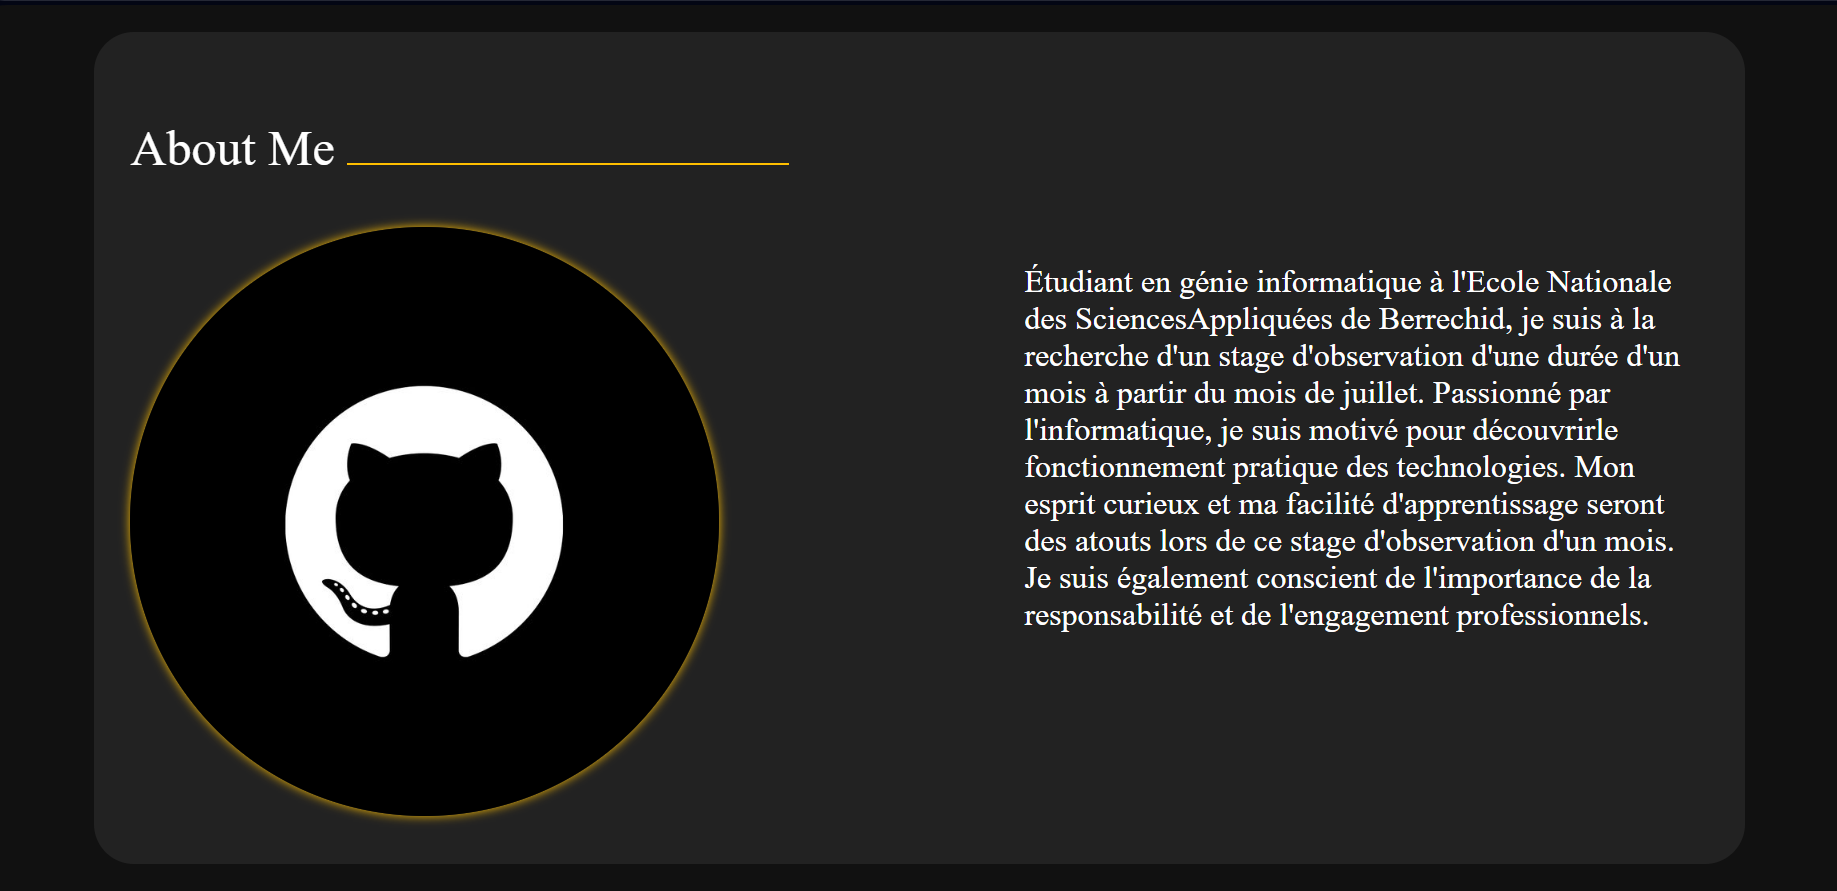 About Me
Étudiant en génie informatique à l'Ecole Nationale
des SciencesAppliquées de Berrechid, je suis à la
recherche d'un stage d'observation d'une durée d'un
mois à partir du mois de juillet. Passionné par
l'informatique, je suis motivé pour découvrirle
fonctionnement pratique des technologies. Mon
esprit curieux et ma facilité d'apprentissage seront
des atouts lors de ce stage d'observation d'un mois.
Je suis également conscient de l'importance de la
responsabilité et de l'engagement professionnels.